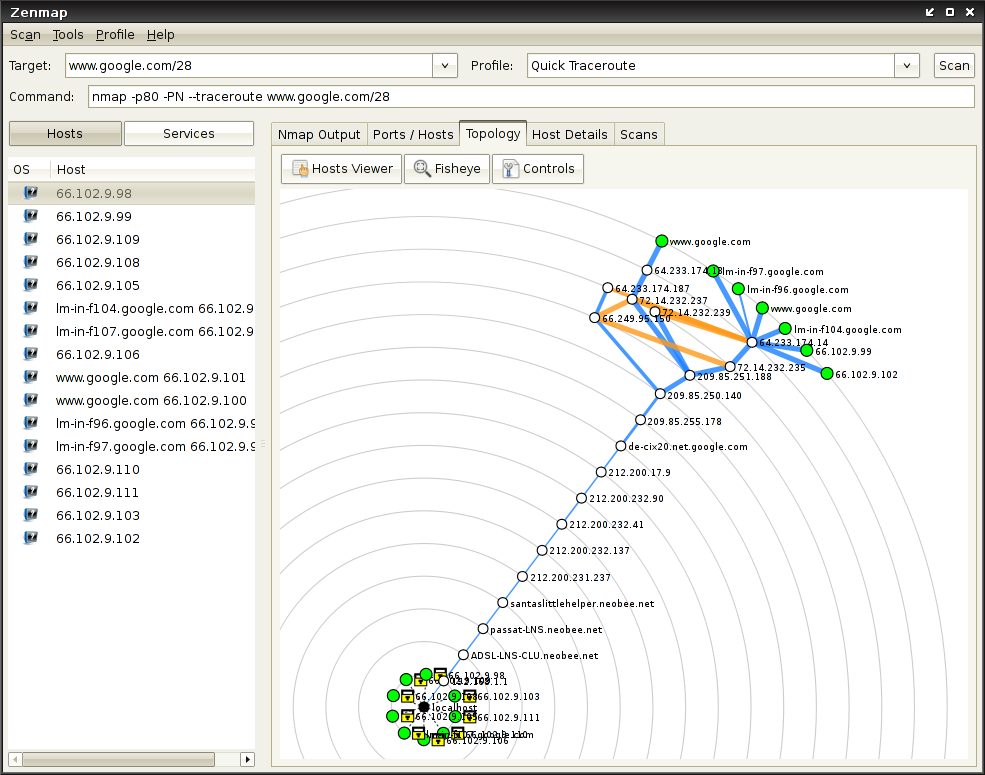 Zenmap
Scan Tools Profile Help
Target: www.google.com/28 Profile: Quick Traceroute Scan
Command: nmap -p80 -PN --traceroute www.google.com/28
Hosts Services
Nmap Output Ports / Hosts Topology Host Details Scans
OS Host
66.102.9.98
66.102.9.99
66.102.9.109
66.102.9.108
66.102.9.105
lm-in-f104.google.com 66.102.9
lm-in-f107.google.com 66.102.9
66.102.9.106
www.google.com 66.102.9.101
www.google.com 66.102.9.100
lm-in-f96.google.com 66.102.9.9
lm-in-f97.google.com 66.102.9.9
66.102.9.110
66.102.9.111
66.102.9.103
66.102.9.102
Hosts Viewer Fisheye Controls
www.google.com
64.233.174.18
lm-in-f97.google.com
64.233.174.187
lm-in-f96.google.com
72.14.232.237
www.google.com
72.14.232.239
66.249.95.150
lm-in-f104.google.com
64.233.174.14
66.102.9.99
72.14.232.235
66.102.9.102
209.85.251.188
209.85.250.140
209.85.255.178
de-cix20.net.google.com
212.200.17.9
212.200.232.90
212.200.232.41
212.200.232.137
212.200.231.237
santaslittlehelper.neobee.net
passat-LNS.neobee.net
ADSL-LNS-CLU.neobee.net
66.102.9.98
66.102.9.103
localhost
66.102.9.111
66.102.9.106